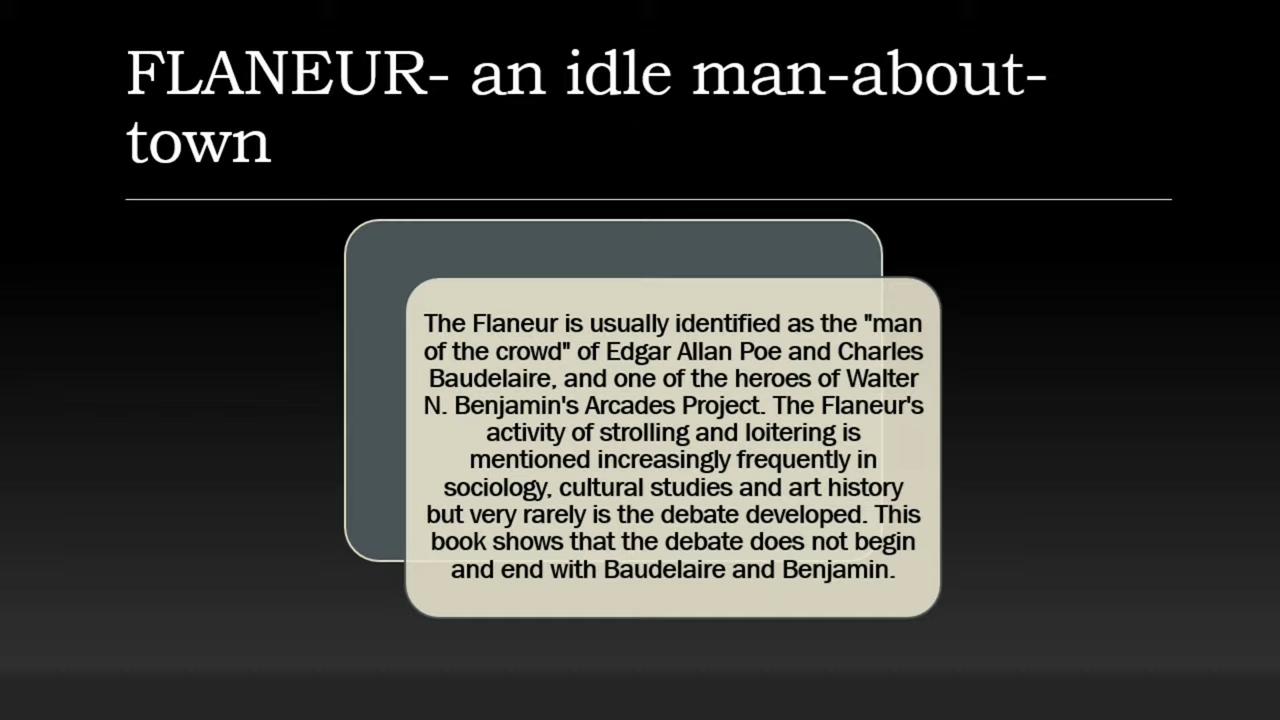 FLANEUR- an idle man-about-
town
The Flaneur is usually identified as the "man
of the crowd" of Edgar Allan Poe and Charles
Baudelaire, and one of the heroes of Walter
N. Benjamin's Arcades Project. The Flaneur's
activity of strolling and loitering is
mentioned increasingly frequently in
sociology, cultural studies and art history
but very rarely is the debate developed. This
book shows that the debate does not begin
and end with Baudelaire and Benjamin.